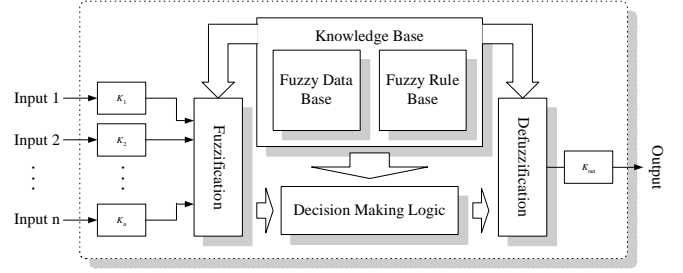 Knowledge Base
Fuzzy Data
Base
Fuzzy Rule
Base
Input 1
K1
Input 2
K2
Input n
Kn
Fuzzification
Decision Making Logic
Defuzzification
Kout
Output